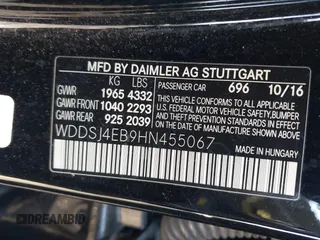 MFD BY DAIMLER AG STUTTGART
KG LBS PASSENGER CAR 696 10/16
GVWR 1965 4332
GAWR FRONT 1040 2293
GAWR REAR 925 2039
THIS VEHICLE CONFORMS TO ALL
APPLICABLE FEDERAL MOTOR VEHICLE
SAFETY, BUMPER, AND THEFT
PREVENTION STANDARDS IN EFFECT ON
THE DATE OF MANUFACTURE SHOWN ABOVE.
WDDSJ4EB9HN455067
MADE IN HUNGARY
DREAMBID